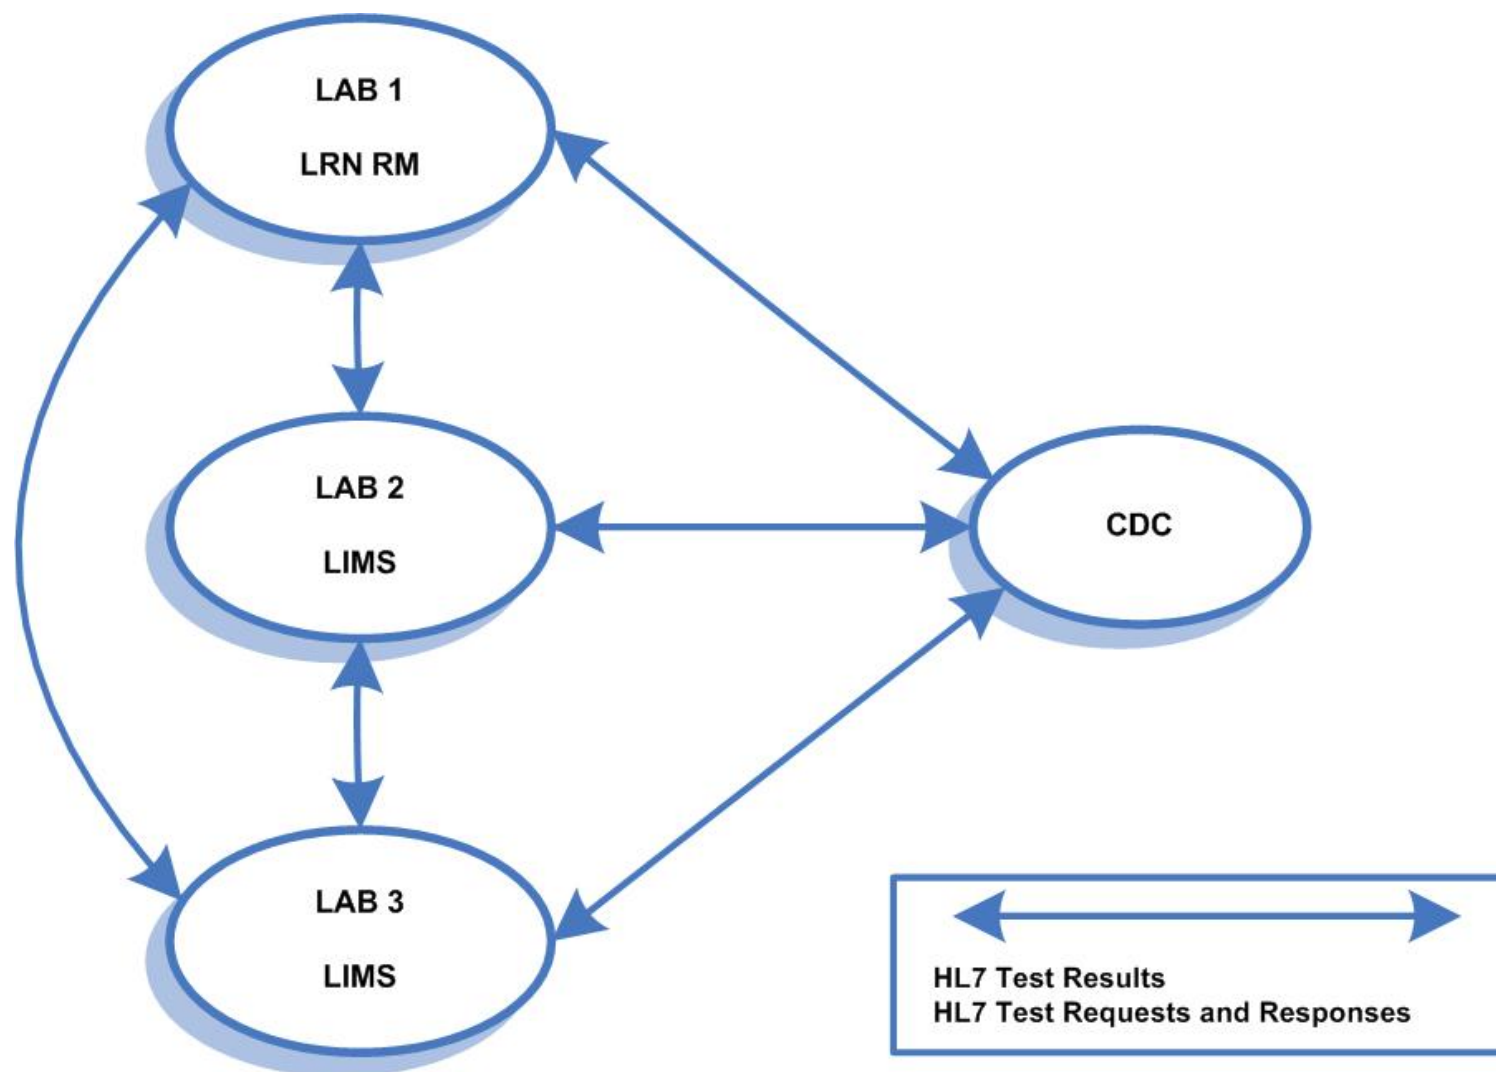 LAB 1
LRN RM
LAB 2
LIMS
CDC
LAB 3
LIMS
HL7 Test Results
HL7 Test Requests and Responses